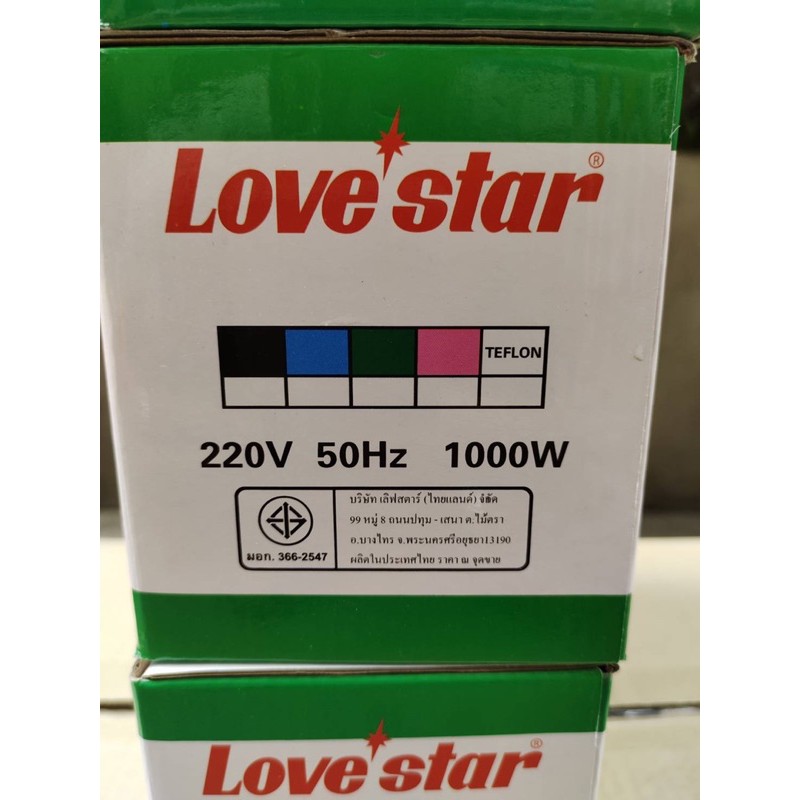 Love star ®
TEFLON
220V 50Hz 1000W
มอก. 366-2547
บริษัท เลิฟสตาร์ (ไทยแลนด์) จำกัด
99 หมู่ 8 ถนนปทุม - เสนา ต.ไม้ตรา
อ.บางไทร จ.พระนครศรีอยุธยา13190
ผลิตในประเทศไทย ราคา ณ จุดขาย
Love star ®